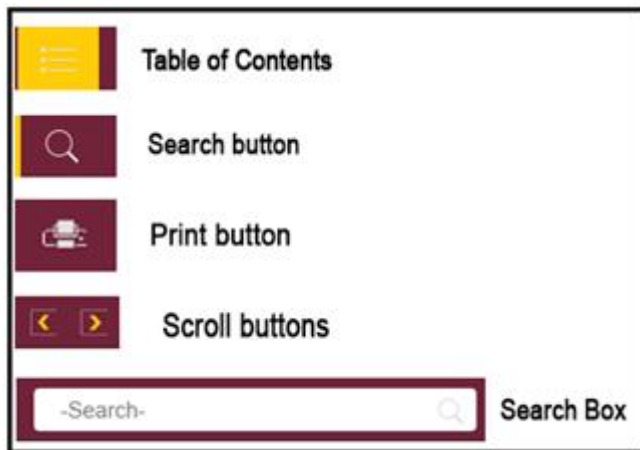 Table of Contents
Search button
Print button
Scroll buttons
-Search-
Search Box